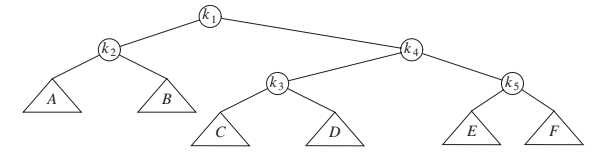 k₁
k₂ k₄
k₃ k₅
A B
C D E F